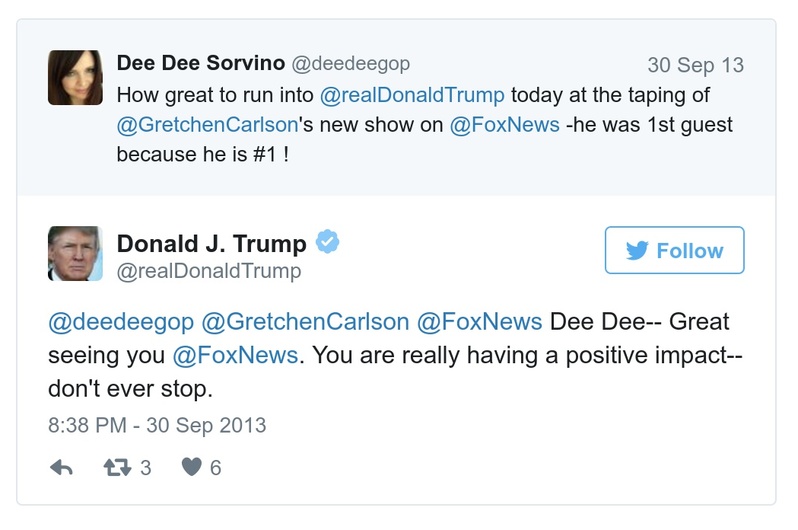 Dee Dee Sorvino @deedeegop 30 Sep 13
How great to run into @realDonaldTrump today at the taping of
@GretchenCarlson's new show on @FoxNews -he was 1st guest
because he is #1 !
Donald J. Trump
@realDonaldTrump
Follow
@deedeegop @GretchenCarlson @FoxNews Dee Dee-- Great
seeing you @FoxNews. You are really having a positive impact--
don't ever stop.
8:38 PM - 30 Sep 2013
3 6